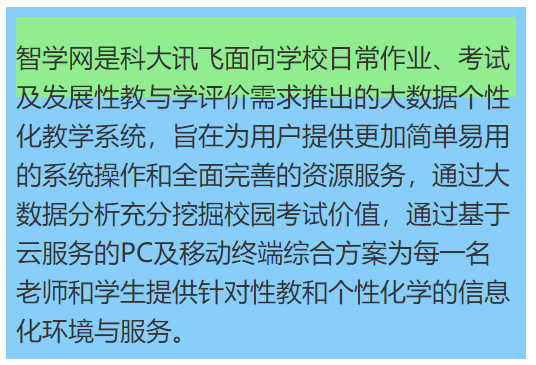 智学网是科大讯飞面向学校日常作业、考试
及发展性教与学评价需求推出的大数据个性
化教学系统，旨在为用户提供更加简单易用
的系统操作和全面完善的资源服务，通过大
数据分析充分挖掘校园考试价值，通过基于
云服务的PC及移动终端综合方案为每一名
老师和学生提供针对性教和个性化学的信息
化环境与服务。